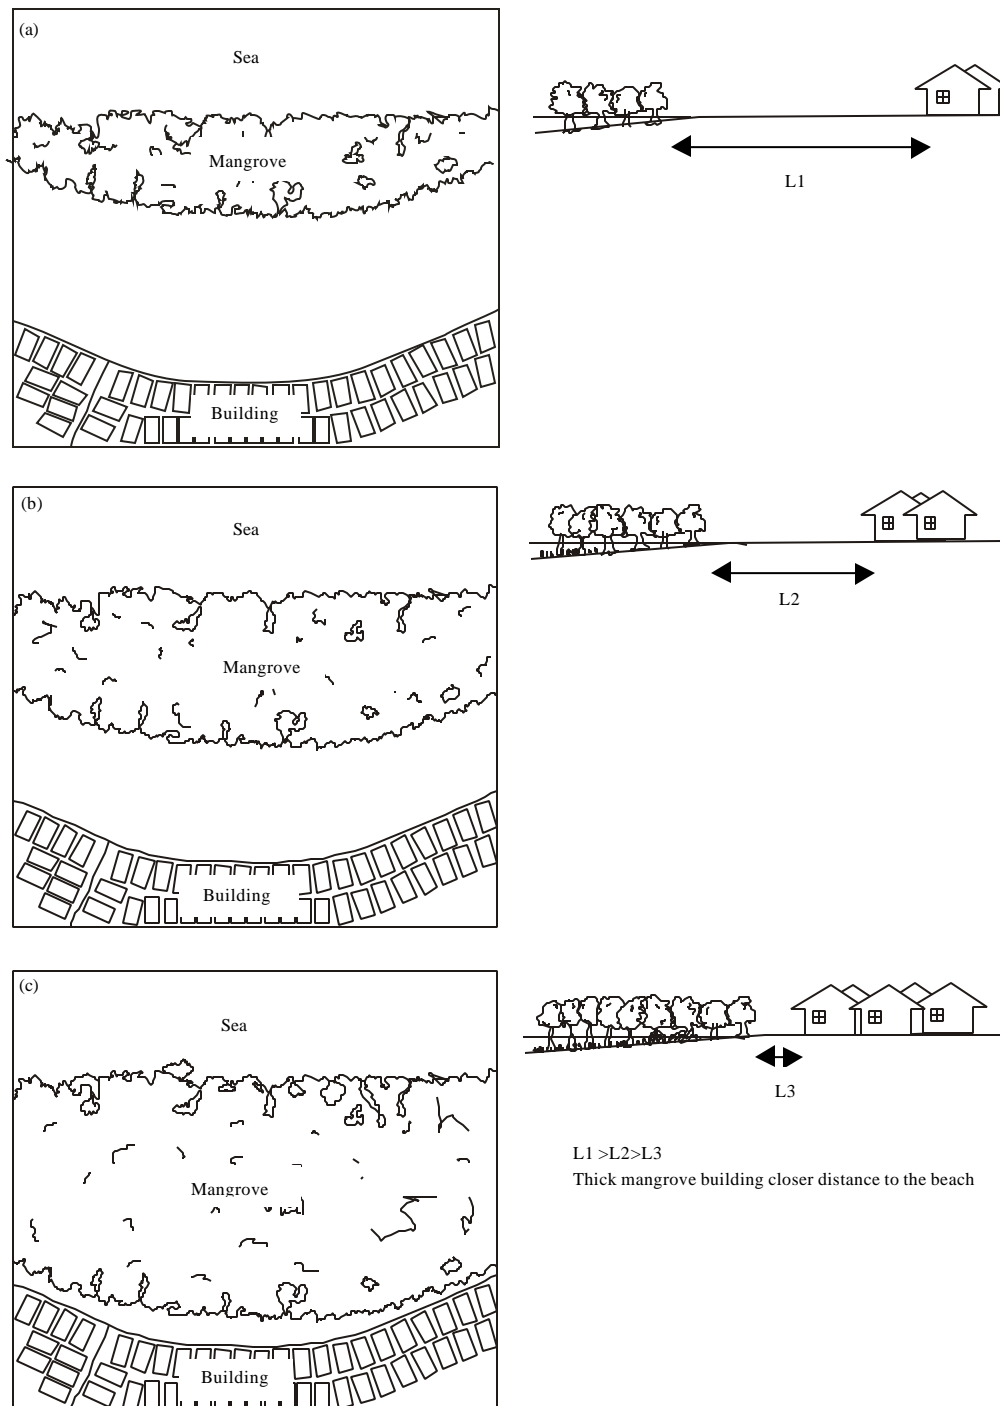 (a)
Sea
Mangrove
L1
Building
(b)
Sea
L2
Mangrove
Building
(c)
Sea
L3
L1 >L2>L3
Thick mangrove building closer distance to the beach
Mangrove
Building